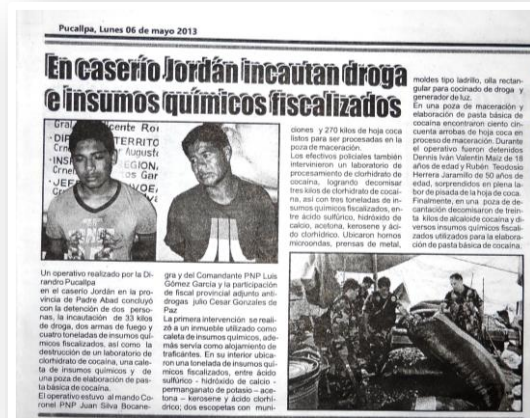 Pucallpa, Lunes 06 de mayo 2013
En caserío Jordán incautan droga
e insumos químicos fiscalizados
Un operativo realizado por la Di-
randro Pucallpa
en el caserío Jordán en la pro-
vincia de Padre Abad concluyó
con la detención de dos perso-
nas, la incautación de 33 kilos
de droga, dos armas de fuego y
cuatro toneladas de insumos quí-
micos fiscalizados, así como la
destrucción de un laboratorio de
clorhidrato de cocaína, una cale-
ta de insumos químicos y de
una poza de elaboración de pas-
ta básica de cocaína.
El operativo estuvo al mando Co-
ronel PNP Juan Silva Bocane-
gra y del Comandante PNP Luis
Gómez García y la participación
de fiscal provincial adjunto anti-
drogas julio Cesar Gonzales de
Paz
La primera intervención se reali-
zó a un inmueble utilizado como
caleta de insumos químicos, ade-
más servía como alojamiento de
traficantes. En su interior ubica-
ron una tonelada de insumos quí-
micos fiscalizados, entre ácido
sulfúrico - hidróxido de calcio -
permanganato de potasio - ace-
tona - kerosene y ácido clorhí-
drico; dos escopetas con muni-
ciones y 270 kilos de hoja coca
listos para ser procesadas en la
poza de maceración.
Los efectivos policiales también
intervinieron un laboratorio de
procesamiento de clorhidrato de
cocaína, logrando decomisar
tres kilos de clorhidrato de cocaí-
na, así con tres toneladas de in-
sumos químicos fiscalizados, en-
tre ácido sulfúrico, hidróxido de
calcio, acetona, kerosene y áci-
do clorhídrico. Ubicaron hornos
microondas, prensas de metal,
moldes tipo ladrillo, olla rectan-
gular para cocinado de droga y
generador de luz.
En una poza de maceración y
elaboración de pasta básica de
cocaína encontraron ciento cin-
cuenta arrobas de hoja coca en
proceso de maceración. Durante
el operativo fueron detenidos
Dennis Iván Valentín Maíz de 18
años de edad y Rubén Teodosio
Herrera Jaramillo de 50 años de
edad, sorprendidos en plena la-
bor de pisada de la hoja de coca.
Finalmente, en una poza de de-
cantación decomisaron de trein-
ta kilos de alcaloide cocaína y di-
versos insumos químicos fiscali-
zados utilizados para la elabora-
ción de pasta básica de cocaína.